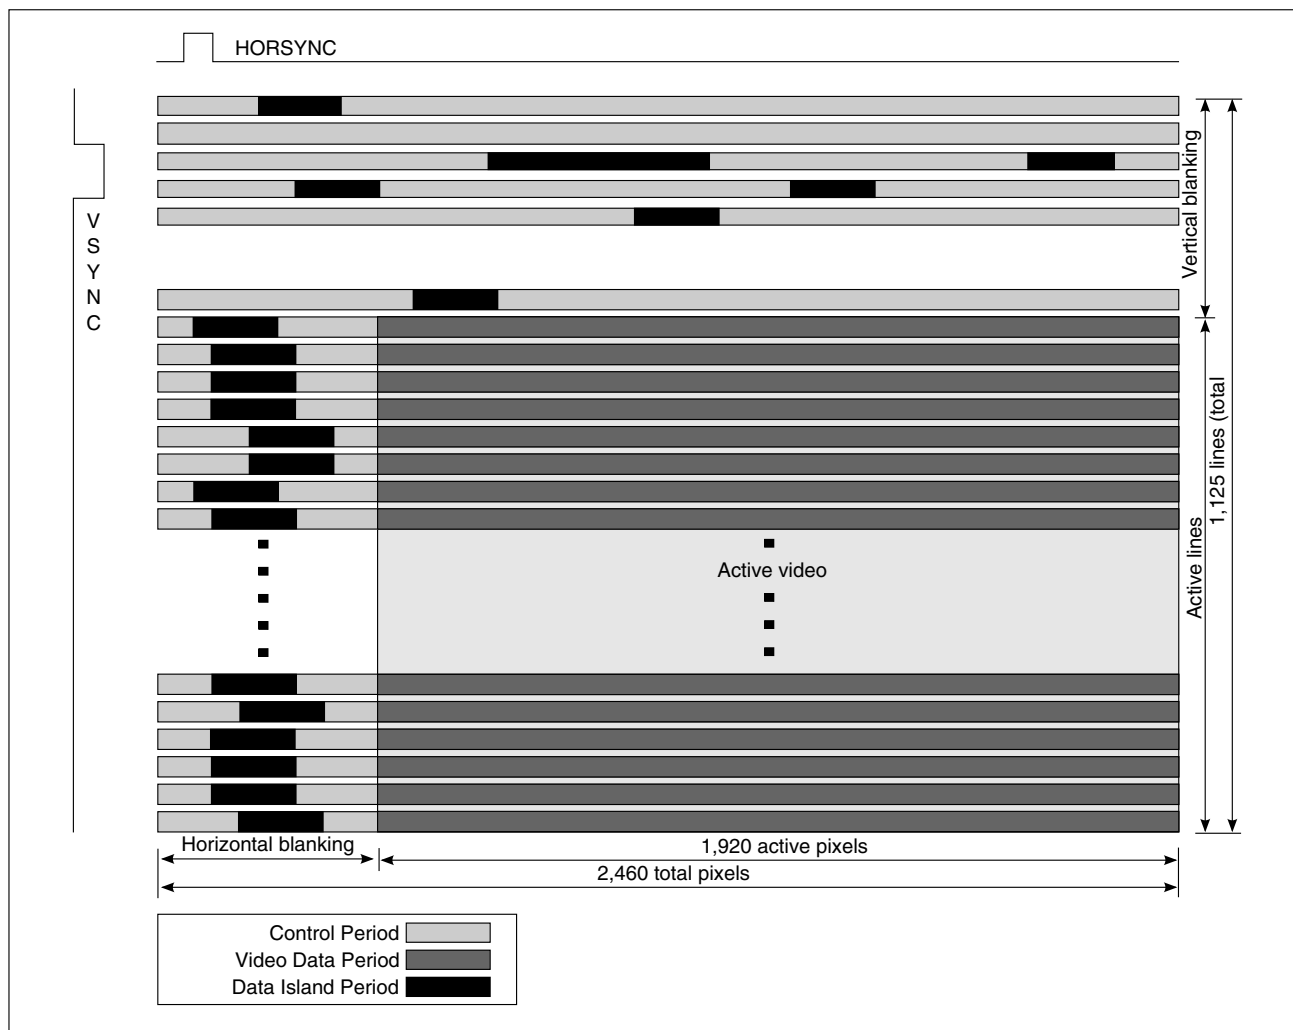 HORSYNC
VSYNC
Vertical blanking
Active lines
1,125 lines (total
Active video
Horizontal blanking
1,920 active pixels
2,460 total pixels
Control Period
Video Data Period
Data Island Period